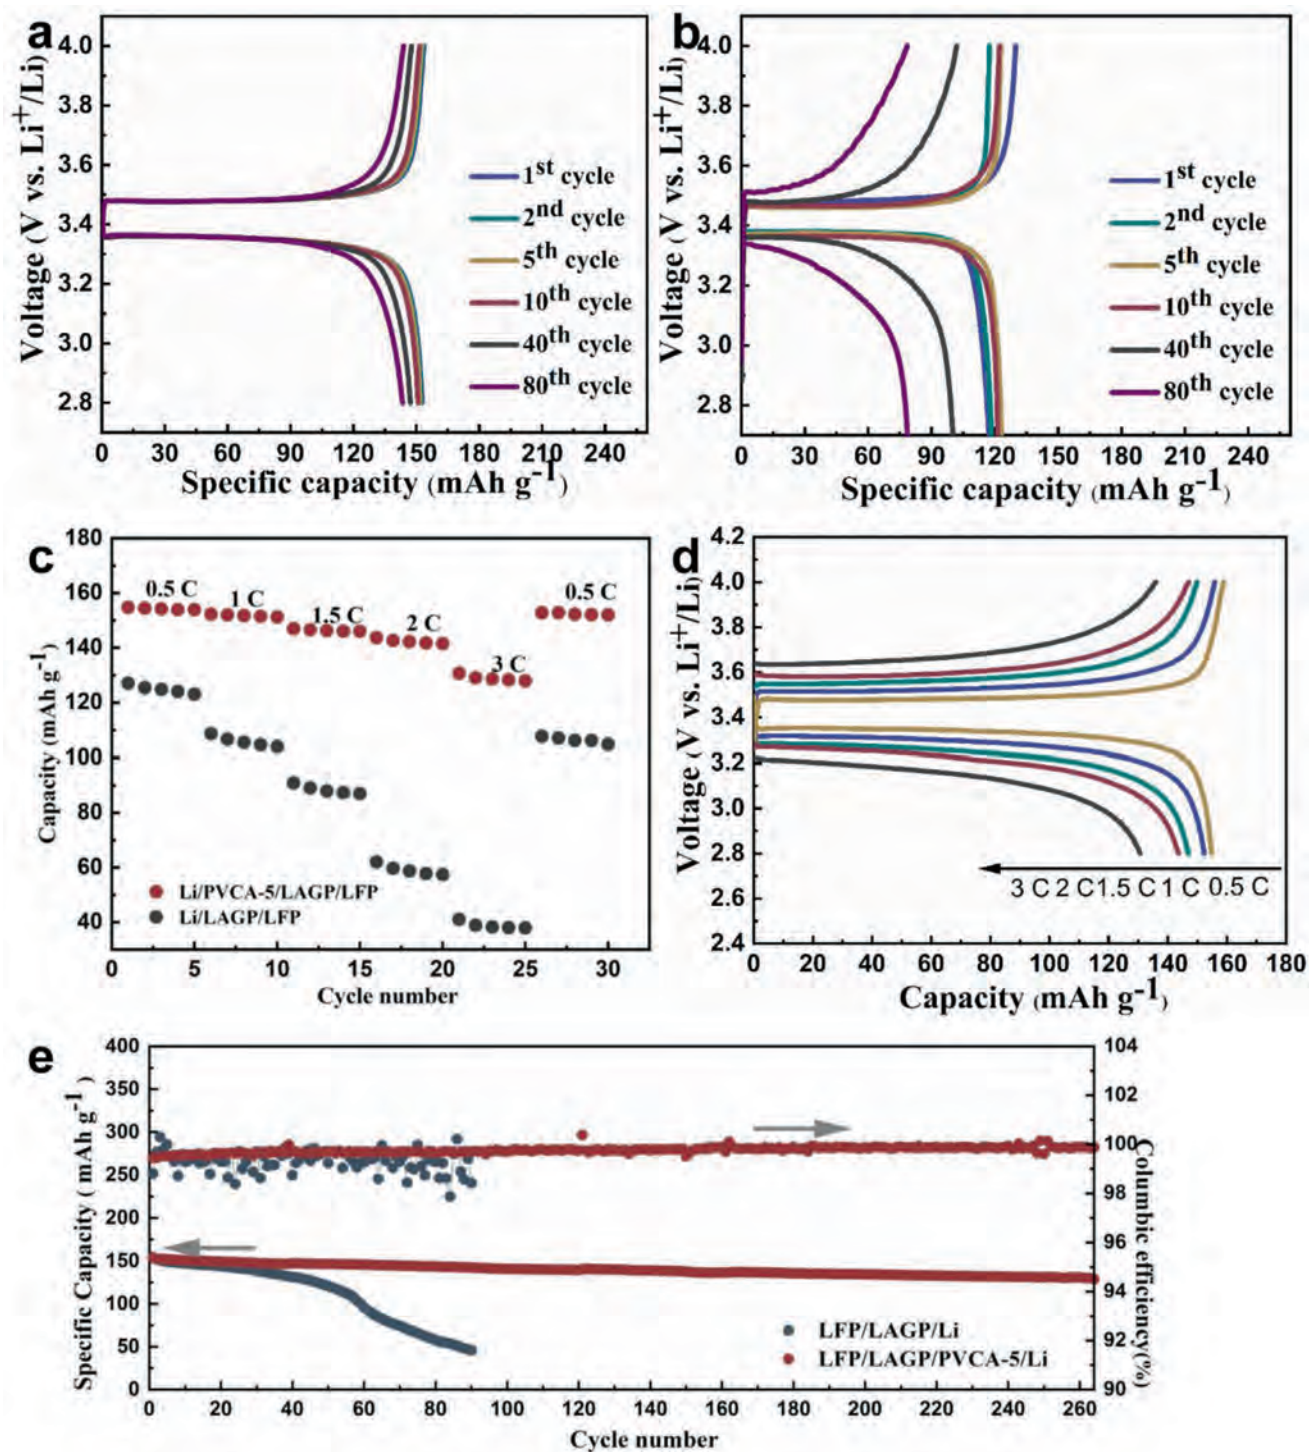 a
4.0
3.8
3.6
3.4
3.2
3.0
2.8
Voltage (V vs. Li⁺/Li)
1st cycle
2nd cycle
5th cycle
10th cycle
40th cycle
80th cycle
0 30 60 90 120 150 180 210 240
Specific capacity (mAh g-1)
b
4.0
3.8
3.6
3.4
3.2
3.0
2.8
Voltage (V vs. Li⁺/Li)
1st cycle
2nd cycle
5th cycle
10th cycle
40th cycle
80th cycle
0 30 60 90 120 150 180 210 240
Specific capacity (mAh g-1)
c
180
160
140
120
100
80
60
40
Capacity (mAh g-1)
0.5 C
1 C
1.5 C
2 C
3 C
0.5 C
Li/PVCA-5/LAGP/LFP
Li/LAGP/LFP
0 5 10 15 20 25 30
Cycle number
d
4.2
4.0
3.8
3.6
3.4
3.2
3.0
2.8
2.6
2.4
Voltage (V vs. Li⁺/Li)
3 C 2 C1.5 C1 C 0.5 C
0 20 40 60 80 100 120 140 160 180
Capacity (mAh g-1)
e
400
350
300
250
200
150
100
50
0
Specific Capacity ( mAh g-1 )
104
102
100
98
96
94
92
90
Columbic efficiency(%)
LFP/LAGP/Li
LFP/LAGP/PVCA-5/Li
0 20 40 60 80 100 120 140 160 180 200 220 240 260
Cycle number